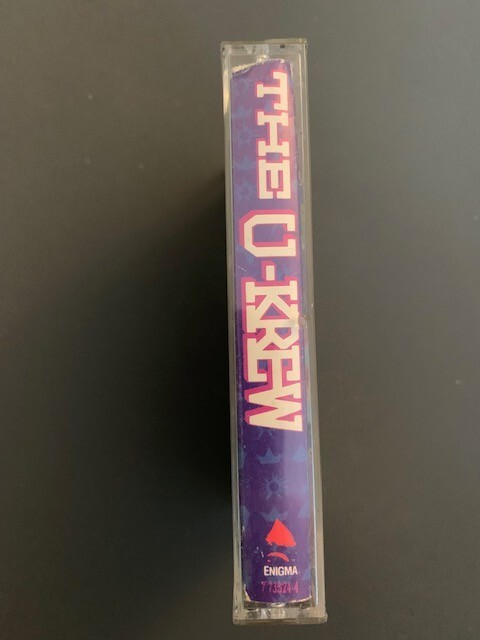 THE U-KREW
ENIGMA
7 73524-4